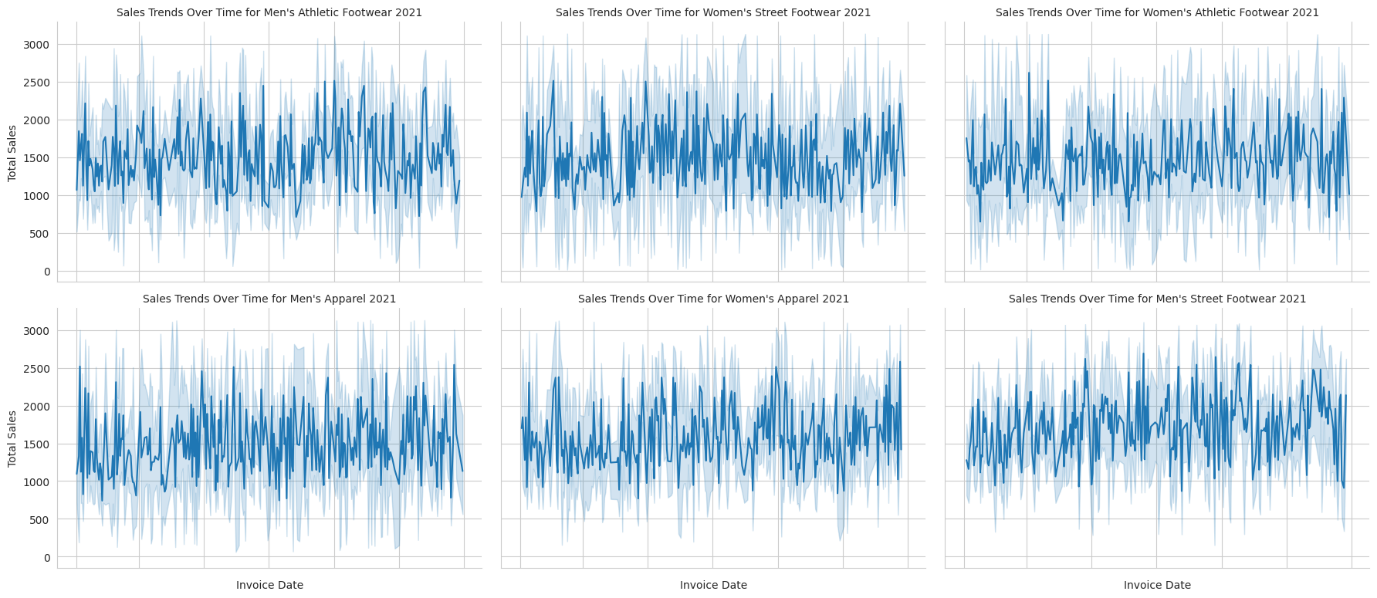 Sales Trends Over Time for Men's Athletic Footwear 2021
Sales Trends Over Time for Women's Street Footwear 2021
Sales Trends Over Time for Women's Athletic Footwear 2021
3000
2500
2000
1500
1000
500
0
Total Sales
Sales Trends Over Time for Men's Apparel 2021
Sales Trends Over Time for Women's Apparel 2021
Sales Trends Over Time for Men's Street Footwear 2021
3000
2500
2000
1500
1000
500
0
Total Sales
Invoice Date
Invoice Date
Invoice Date